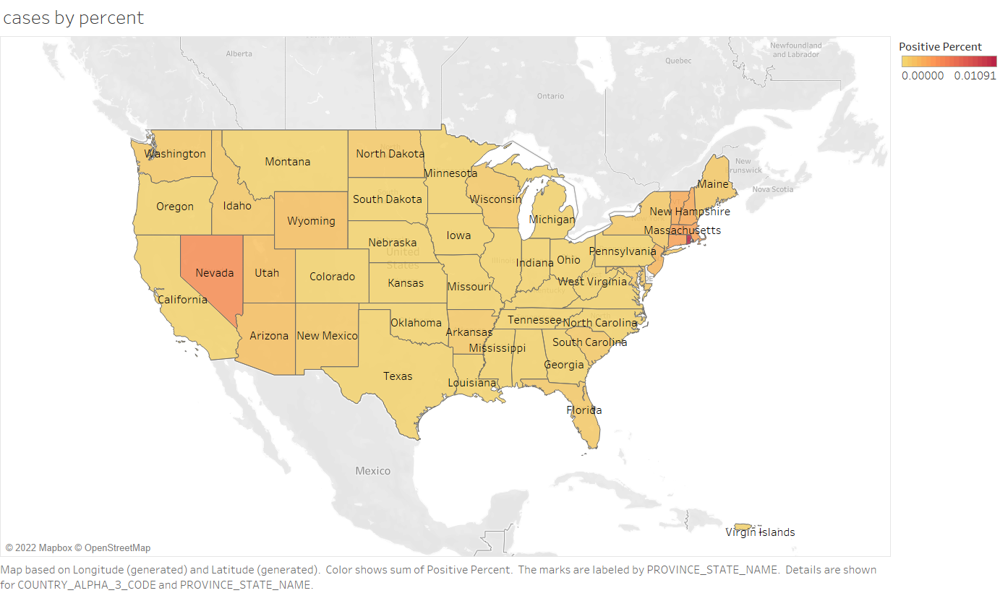 cases by percent
Positive Percent
0.00000 0.01091
Alberta
Newfoundland
and Labrador
Quebec
Ontario
Washington
Montana
North Dakota
Minnesota
New
Brunswick
Nova Scotia
Maine
Oregon
Idaho
South Dakota
Wisconsin
Wyoming
Michigan
New Hampshire
Massachusetts
Nebraska
Iowa
United
States
Illinois
Indiana
Ohio
Pennsylvania
Nevada
Utah
Colorado
Kansas
Missouri
West Virginia
DE
California
Oklahoma
Tennessee
North Carolina
Arizona
New Mexico
Arkansas
Mississippi
South Carolina
Georgia
Texas
Louisiana
Florida
Mexico
Virgin Islands
© 2022 Mapbox © OpenStreetMap
Map based on Longitude (generated) and Latitude (generated). Color shows sum of Positive Percent. The marks are labeled by PROVINCE_STATE_NAME. Details are shown
for COUNTRY_ALPHA_3_CODE and PROVINCE_STATE_NAME.